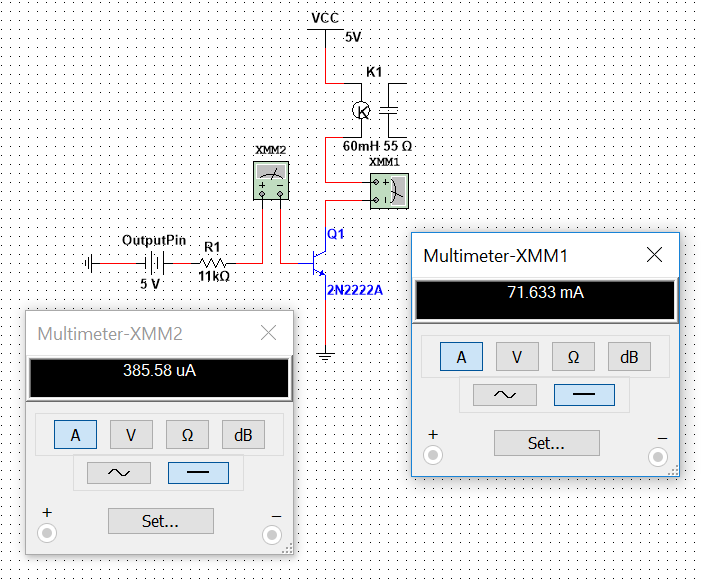 VCC
5V
K1
60mH 55 Ω
XMM2
XMM1
+ −
+
OutputPin
R1
Q1
5 V
11kΩ
2N2222A
Multimeter-XMM1
71.633 mA
A V Ω dB
+ −
Set...
Multimeter-XMM2
385.58 uA
A V Ω dB
+ −
Set...